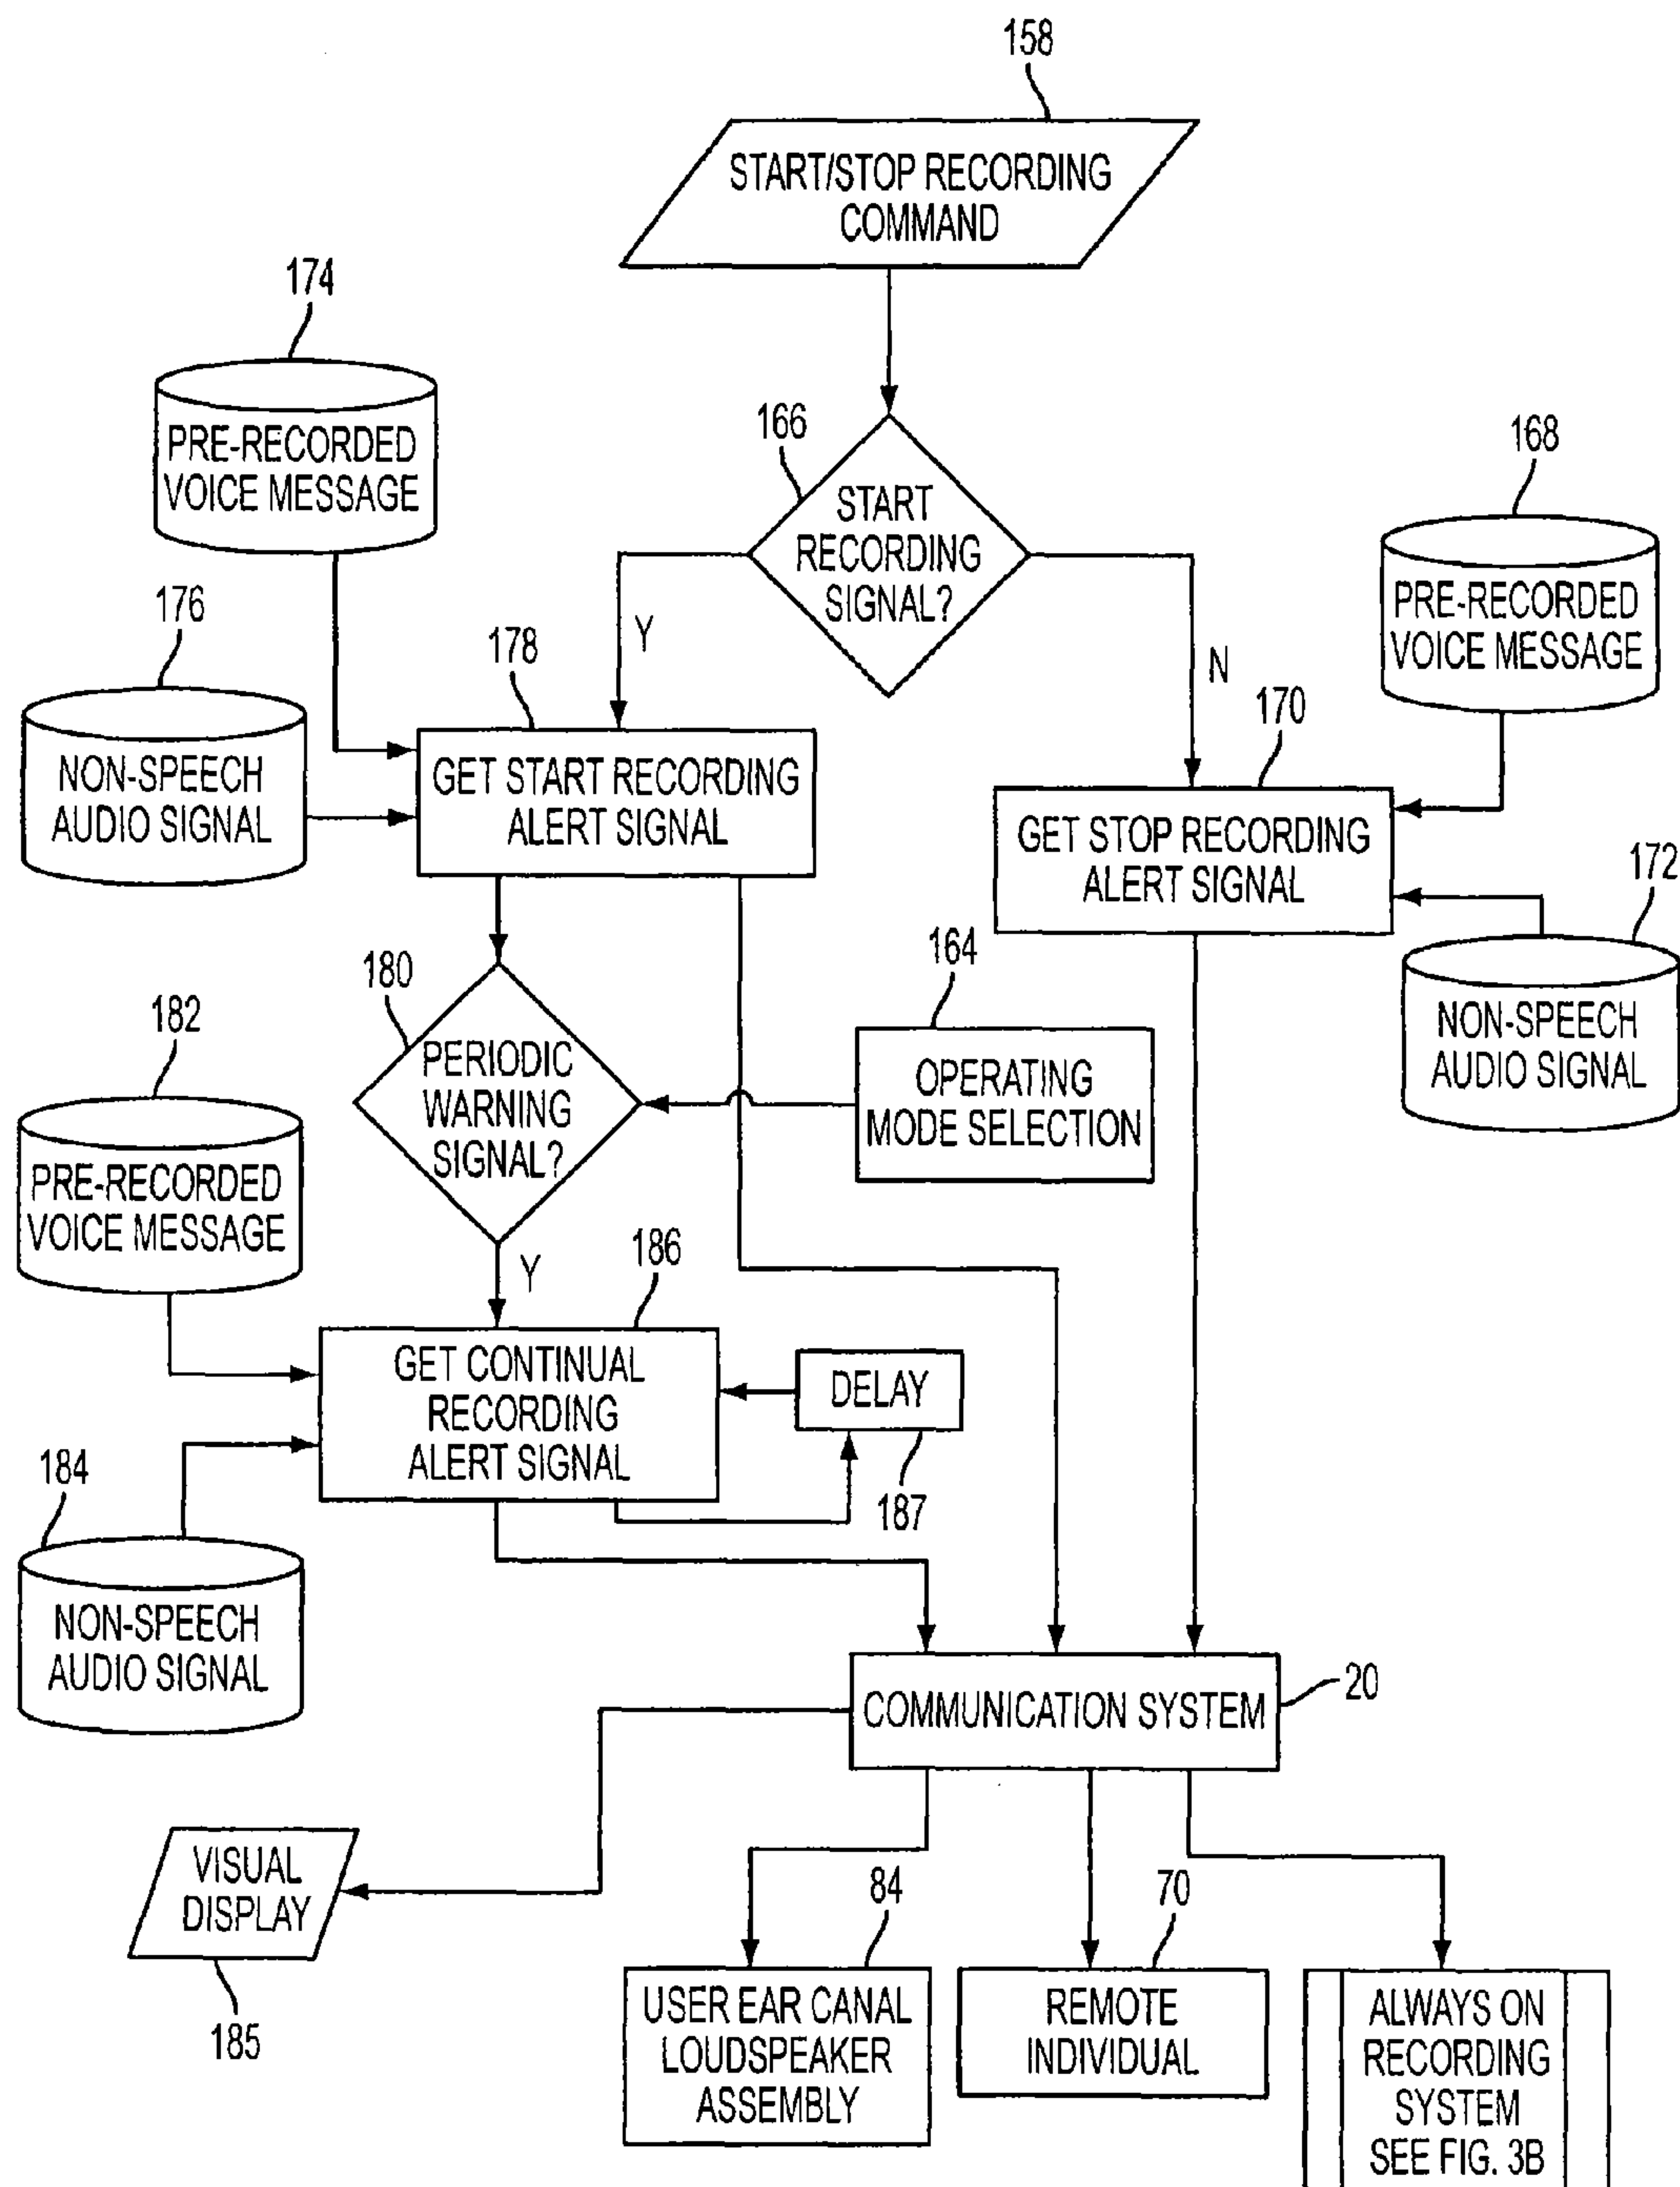 158
START/STOP RECORDING
COMMAND
174
PRE-RECORDED
VOICE MESSAGE
166
START
RECORDING
SIGNAL?
168
PRE-RECORDED
VOICE MESSAGE
176
NON-SPEECH
AUDIO SIGNAL
Y
N
178
GET START RECORDING
ALERT SIGNAL
170
GET STOP RECORDING
ALERT SIGNAL
172
NON-SPEECH
AUDIO SIGNAL
180
PERIODIC
WARNING
SIGNAL?
164
OPERATING
MODE SELECTION
182
PRE-RECORDED
VOICE MESSAGE
Y
186
GET CONTINUAL
RECORDING
ALERT SIGNAL
DELAY
187
184
NON-SPEECH
AUDIO SIGNAL
COMMUNICATION SYSTEM
20
VISUAL
DISPLAY
185
84
USER EAR CANAL
LOUDSPEAKER
ASSEMBLY
70
REMOTE
INDIVIDUAL
ALWAYS ON
RECORDING
SYSTEM
SEE FIG. 3B